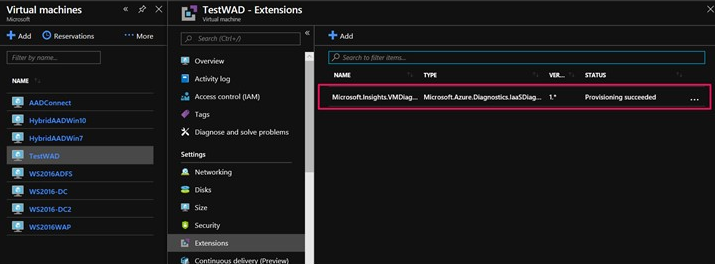 Virtual machines
Microsoft
Add
Reservations
More
Filter by name...
NAME
AADConnect
HybridAADWin10
HybridAADWin7
TestWAD
WS2016ADFS
WS2016-DC
WS2016-DC2
WS2016WAP
TestWAD - Extensions
Virtual machine
Search (Ctrl+/)
Overview
Activity log
Access control (IAM)
Tags
Diagnose and solve problems
Settings
Networking
Disks
Size
Security
Extensions
Continuous delivery (Preview)
Add
Search to filter items...
NAME TYPE VER... STATUS
Microsoft.Insights.VMDiag... Microsoft.Azure.Diagnostics.IaaSDiag... 1.* Provisioning succeeded ...